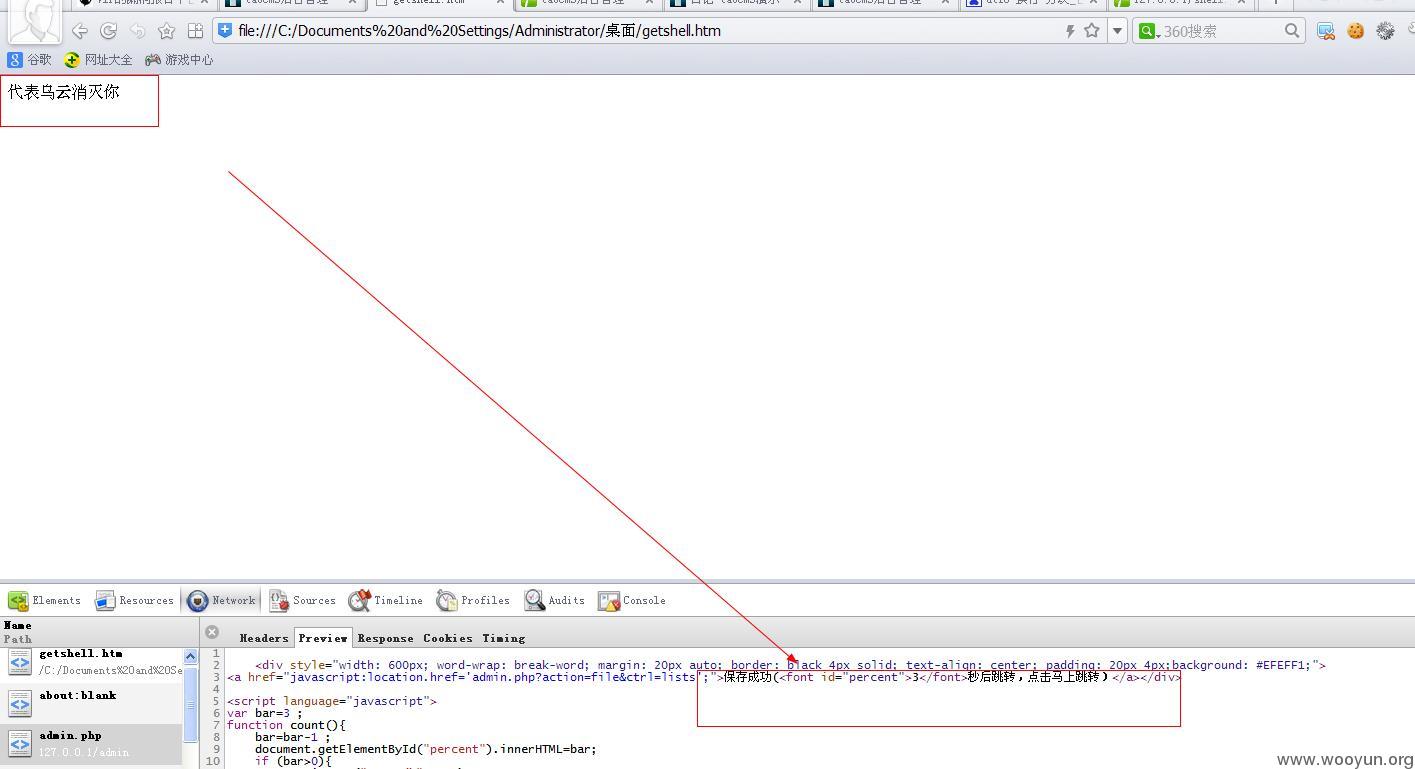 getshell.htm
file:///C:/Documents%20and%20Settings/Administrator/桌面/getshell.htm
360搜索
谷歌 网址大全 游戏中心
代表乌云消灭你
Elements Resources Network Sources Timeline Profiles Audits Console
Name
Path
Headers Preview Response Cookies Timing
getshell.htm
/C:/Documents%20and%20Se
about:blank
admin.php
127.0.0.1/admin
1
2 <div style="width: 600px; word-wrap: break-word; margin: 20px auto; border: black 4px solid; text-align: center; padding: 20px 4px;background: #EFEFF1;">
3 <a href="javascript:location.href='admin.php?action=file&ctrl=lists';">保存成功(<font id="percent">3</font>秒后跳转，点击马上跳转)</a></div>
4
5 <script language="javascript">
6 var bar=3 ;
7 function count(){
8 bar=bar-1 ;
9 document.getElementById("percent").innerHTML=bar;
10 if (bar>0){
www.wooyun.org